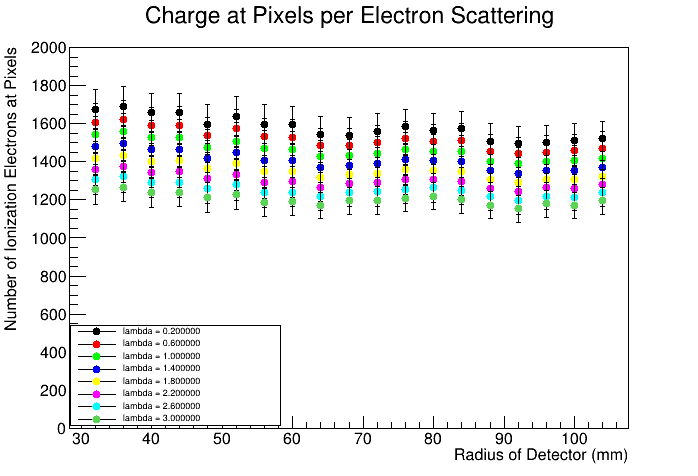 Charge at Pixels per Electron Scattering
Number of Ionization Electrons at Pixels
2000
1800
1600
1400
1200
1000
800
600
400
200
0
lambda = 0.200000
lambda = 0.600000
lambda = 1.000000
lambda = 1.400000
lambda = 1.800000
lambda = 2.200000
lambda = 2.600000
lambda = 3.000000
30 40 50 60 70 80 90 100
Radius of Detector (mm)